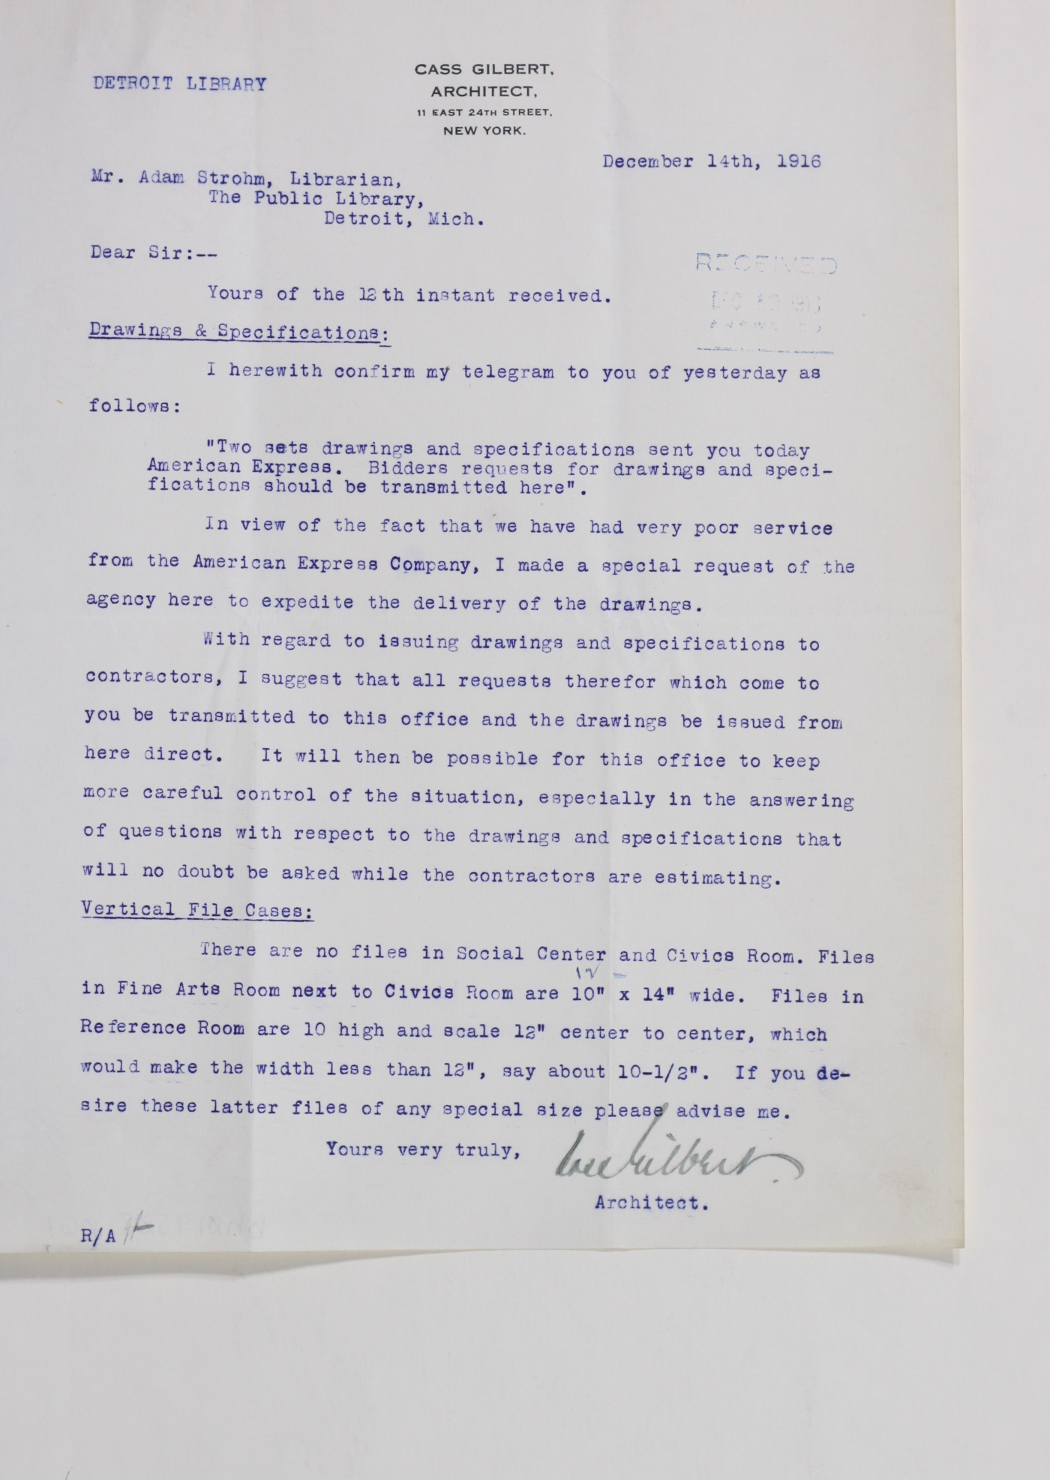 DETROIT LIBRARY
CASS GILBERT,
ARCHITECT,
11 EAST 24TH STREET,
NEW YORK.
December 14th, 1916
Mr. Adam Strohm, Librarian,
The Public Library,
Detroit, Mich.
Dear Sir:--
RECEIVED
Yours of the 12th instant received.
Drawings & Specifications:
I herewith confirm my telegram to you of yesterday as
follows:
"Two sets drawings and specifications sent you today
American Express. Bidders requests for drawings and speci-
fications should be transmitted here".
In view of the fact that we have had very poor service
from the American Express Company, I made a special request of the
agency here to expedite the delivery of the drawings.
With regard to issuing drawings and specifications to
contractors, I suggest that all requests therefor which come to
you be transmitted to this office and the drawings be issued from
here direct. It will then be possible for this office to keep
more careful control of the situation, especially in the answering
of questions with respect to the drawings and specifications that
will no doubt be asked while the contractors are estimating.
Vertical File Cases:
There are no files in Social Center and Civics Room. Files
in Fine Arts Room next to Civics Room are 10" x 14" wide. Files in
Reference Room are 10 high and scale 12" center to center, which
would make the width less than 12", say about 10-1/2". If you de-
sire these latter files of any special size please advise me.
Yours very truly,
Cass Gilbert
Architect.
R/A